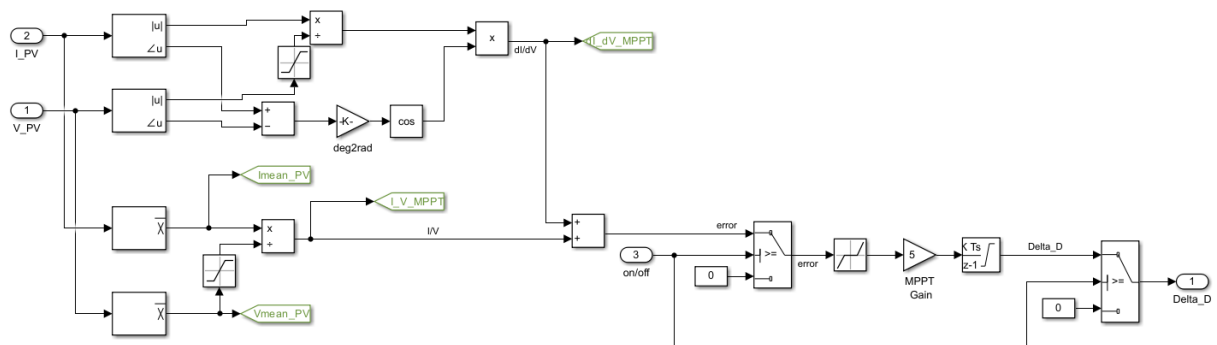 2
I_PV
|u|
∠u
x
÷
x
dI/dV
dI_dV_MPPT
1
V_PV
|u|
∠u
+
−
-K-
deg2rad
cos
Imean_PV
I_V_MPPT
x
x
÷
I/V
+
+
error
3
on/off
>=
0
error
5
MPPT
Gain
K Ts
z-1
Delta_D
>=
0
1
Delta_D
x
Vmean_PV